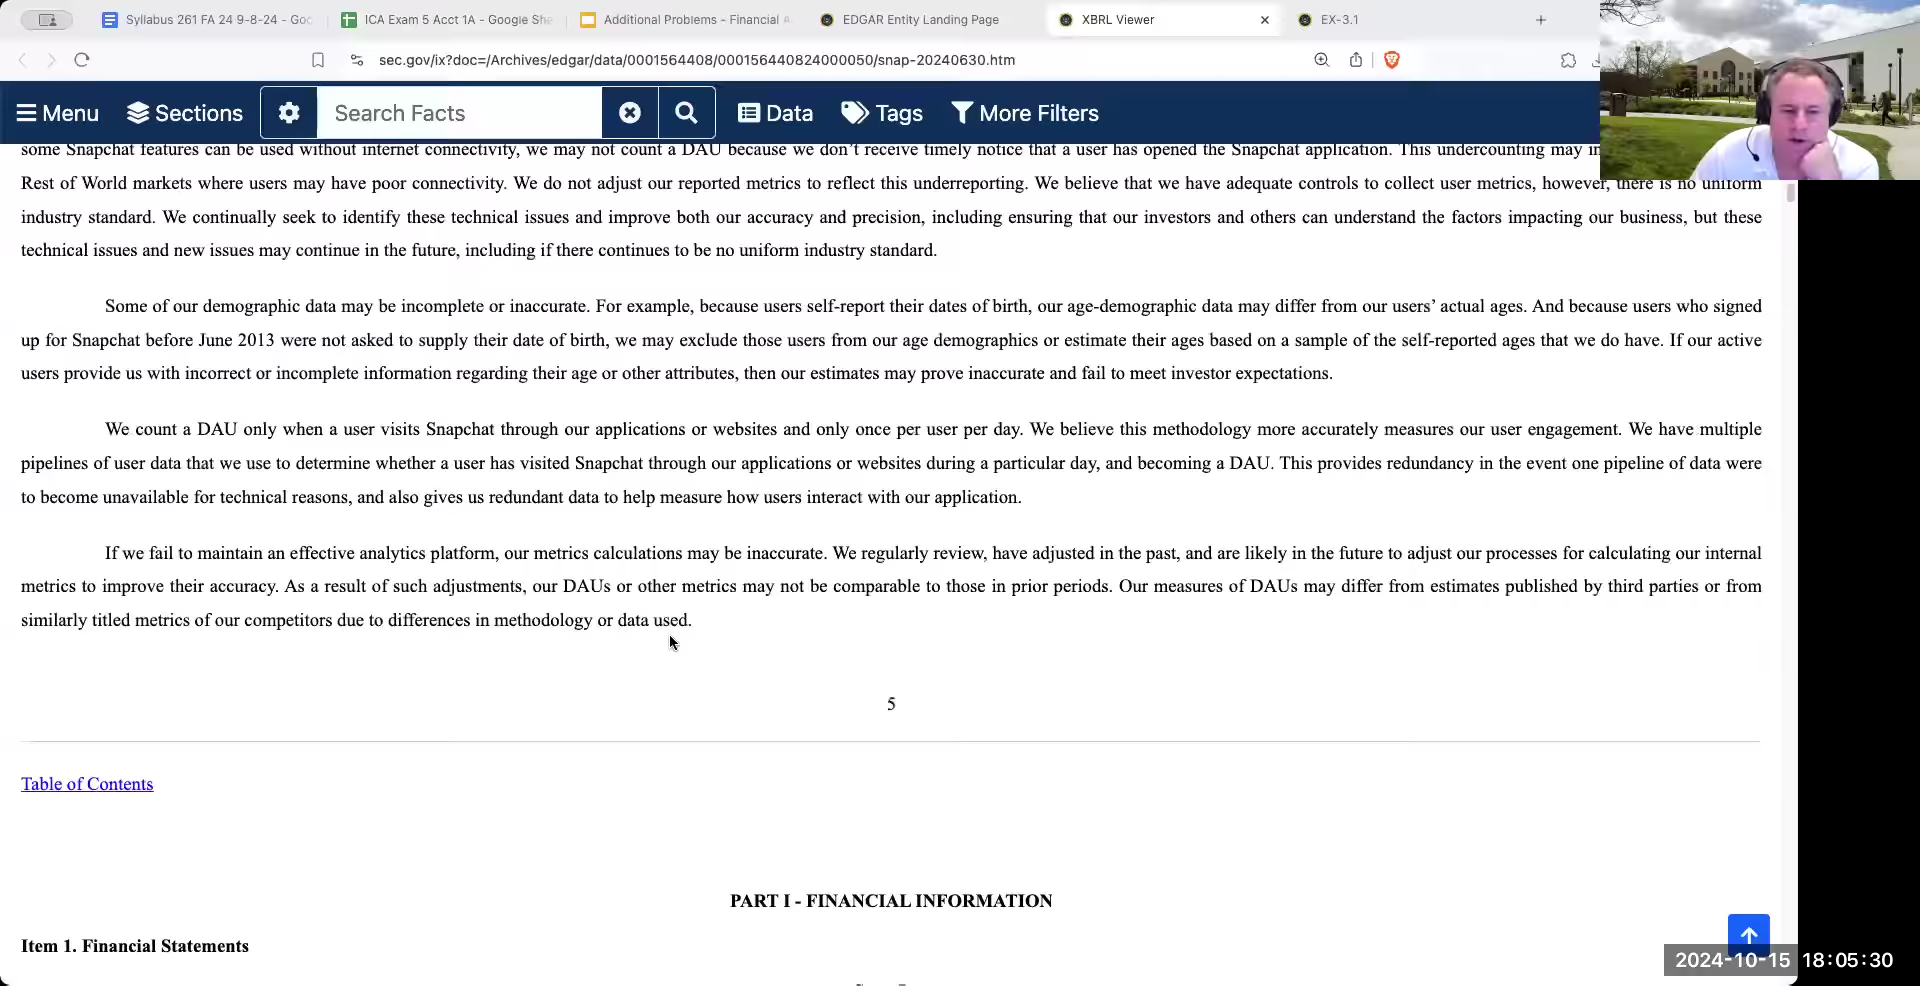 Syllabus 261 FA 24 9-8-24 - Goo
ICA Exam 5 Acct 1A - Google She
Additional Problems - Financial A
EDGAR Entity Landing Page
XBRL Viewer
EX-3.1
sec.gov/ix?doc=/Archives/edgar/data/0001564408/000156440824000050/snap-20240630.htm
Menu
Sections
Search Facts
Data
Tags
More Filters
some Snapchat features can be used without internet connectivity, we may not count a DAU because we don't receive timely notice that a user has opened the Snapchat application. This undercounting may
Rest of World markets where users may have poor connectivity. We do not adjust our reported metrics to reflect this underreporting. We believe that we have adequate controls to collect user metrics, however, there is no uniform
industry standard. We continually seek to identify these technical issues and improve both our accuracy and precision, including ensuring that our investors and others can understand the factors impacting our business, but these
technical issues and new issues may continue in the future, including if there continues to be no uniform industry standard.
Some of our demographic data may be incomplete or inaccurate. For example, because users self-report their dates of birth, our age-demographic data may differ from our users' actual ages. And because users who signed
up for Snapchat before June 2013 were not asked to supply their date of birth, we may exclude those users from our age demographics or estimate their ages based on a sample of the self-reported ages that we do have. If our active
users provide us with incorrect or incomplete information regarding their age or other attributes, then our estimates may prove inaccurate and fail to meet investor expectations.
We count a DAU only when a user visits Snapchat through our applications or websites and only once per user per day. We believe this methodology more accurately measures our user engagement. We have multiple
pipelines of user data that we use to determine whether a user has visited Snapchat through our applications or websites during a particular day, and becoming a DAU. This provides redundancy in the event one pipeline of data were
to become unavailable for technical reasons, and also gives us redundant data to help measure how users interact with our application.
If we fail to maintain an effective analytics platform, our metrics calculations may be inaccurate. We regularly review, have adjusted in the past, and are likely in the future to adjust our processes for calculating our internal
metrics to improve their accuracy. As a result of such adjustments, our DAUs or other metrics may not be comparable to those in prior periods. Our measures of DAUs may differ from estimates published by third parties or from
similarly titled metrics of our competitors due to differences in methodology or data used.
5
Table of Contents
PART I - FINANCIAL INFORMATION
Item 1. Financial Statements
2024-10-15 18:05:30